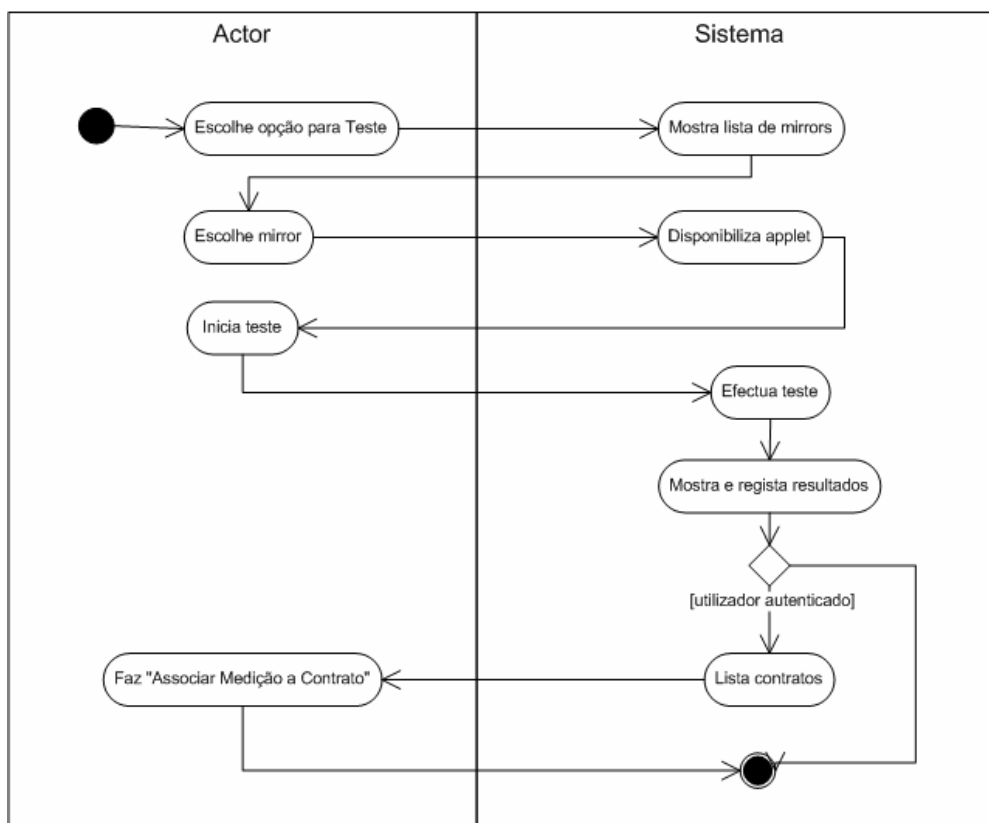 Actor
Sistema
Escolhe opção para Teste
Mostra lista de mirrors
Escolhe mirror
Disponibiliza applet
Inicia teste
Efectua teste
Mostra e regista resultados
[utilizador autenticado]
Faz "Associar Medição a Contrato"
Lista contratos